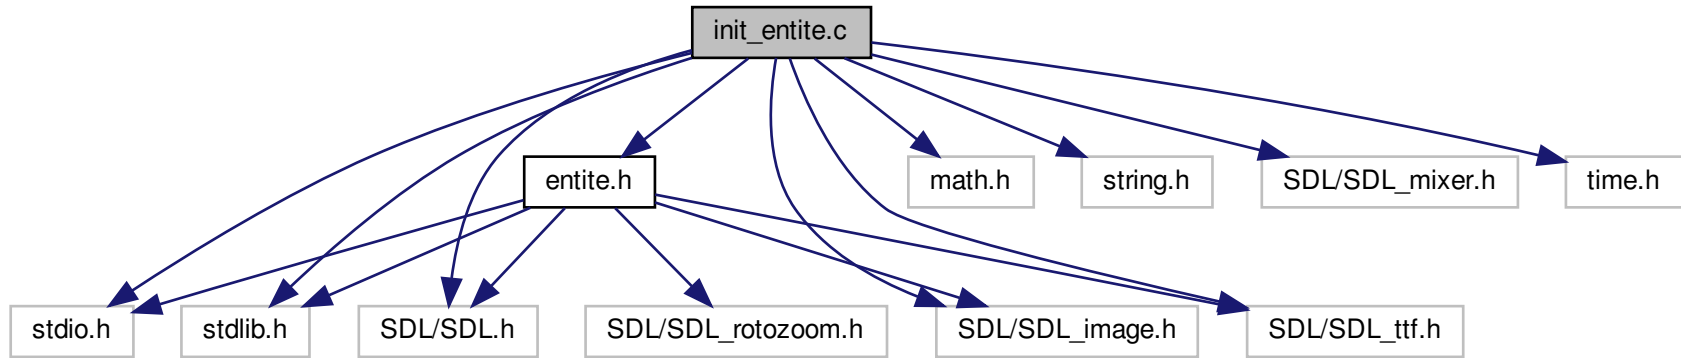 init_entite.c
entite.h
math.h
string.h
SDL/SDL_mixer.h
time.h
stdio.h
stdlib.h
SDL/SDL.h
SDL/SDL_rotozoom.h
SDL/SDL_image.h
SDL/SDL_ttf.h